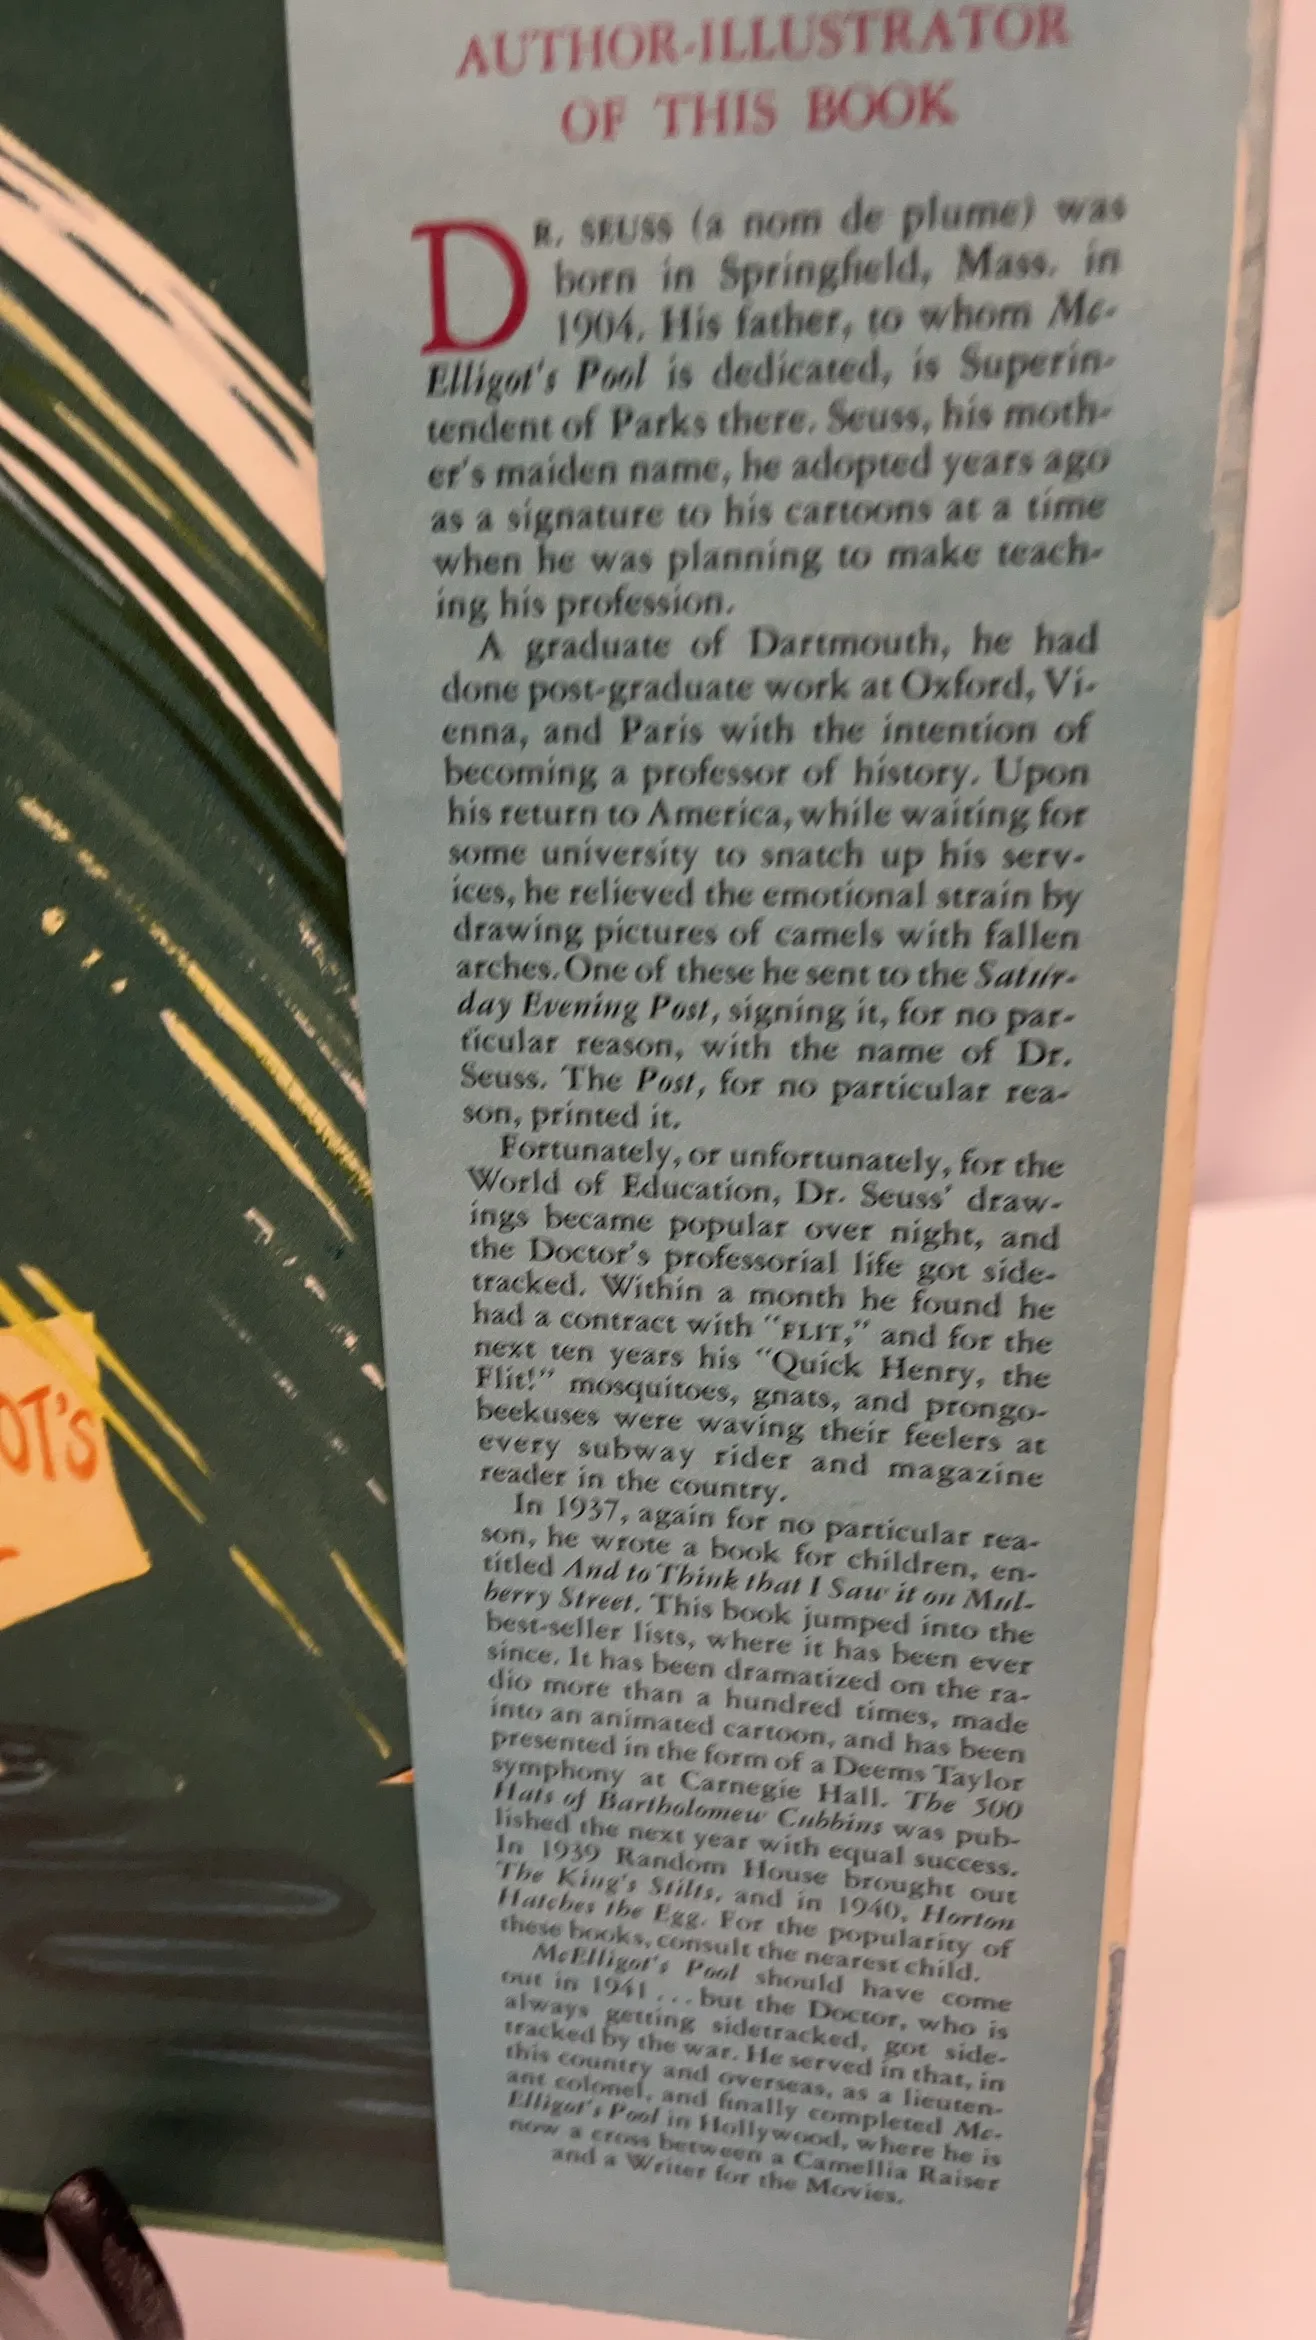 AUTHOR-ILLUSTRATOR
OF THIS BOOK
DR. SEUSS (a nom de plume) was
born in Springfield, Mass. in
1904. His father, to whom Mc-
Elligot's Pool is dedicated, is Superin-
tendent of Parks there. Seuss, his moth-
er's maiden name, he adopted years ago
as a signature to his cartoons at a time
when he was planning to make teach-
ing his profession.
A graduate of Dartmouth, he had
done post-graduate work at Oxford, Vi-
enna, and Paris with the intention of
becoming a professor of history. Upon
his return to America, while waiting for
some university to snatch up his serv-
ices, he relieved the emotional strain by
drawing pictures of camels with fallen
arches. One of these he sent to the Satur-
day Evening Post, signing it, for no par-
ticular reason, with the name of Dr.
Seuss. The Post, for no particular rea-
son, printed it.
Fortunately, or unfortunately, for the
World of Education, Dr. Seuss' draw-
ings became popular over night, and
the Doctor's professorial life got side-
tracked. Within a month he found he
had a contract with "FLIT," and for the
next ten years his "Quick Henry, the
Flit!" mosquitoes, gnats, and prongo-
beekuses were waving their feelers at
every subway rider and magazine
reader in the country.
In 1937, again for no particular rea-
son, he wrote a book for children, en-
titled And to Think that I Saw it on Mul-
berry Street. This book jumped into the
best-seller lists, where it has been ever
since. It has been dramatized on the ra-
dio more than a hundred times, made
into an animated cartoon, and has been
presented in the form of a Deems Taylor
symphony at Carnegie Hall. The 500
Hats of Bartholomew Cubbins was pub-
lished the next year with equal success.
In 1939 Random House brought out
The King's Stilts, and in 1940, Horton
Hatches the Egg. For the popularity of
these books, consult the nearest child.
McElligot's Pool should have come
out in 1941 ... but the Doctor, who is
always getting sidetracked, got side-
tracked by the war. He served in that, in
this country and overseas, as a lieuten-
ant colonel, and finally completed Mc-
Elligot's Pool in Hollywood, where he is
now a cross between a Camellia Raiser
and a Writer for the Movies.
OT'S